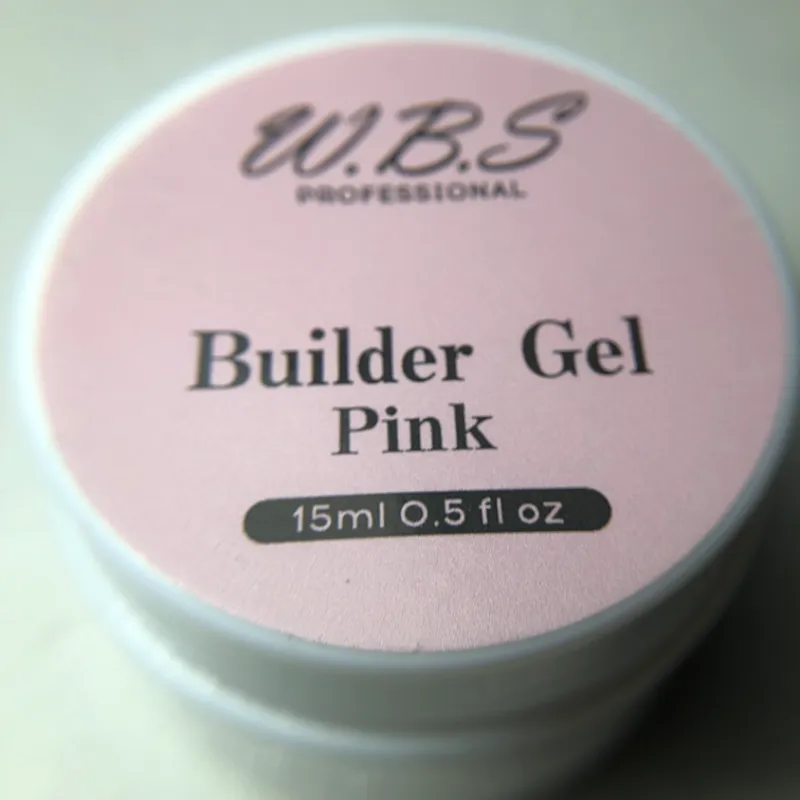 W.B.S
PROFESSIONAL
Builder Gel
Pink
15ml 0.5 fl oz